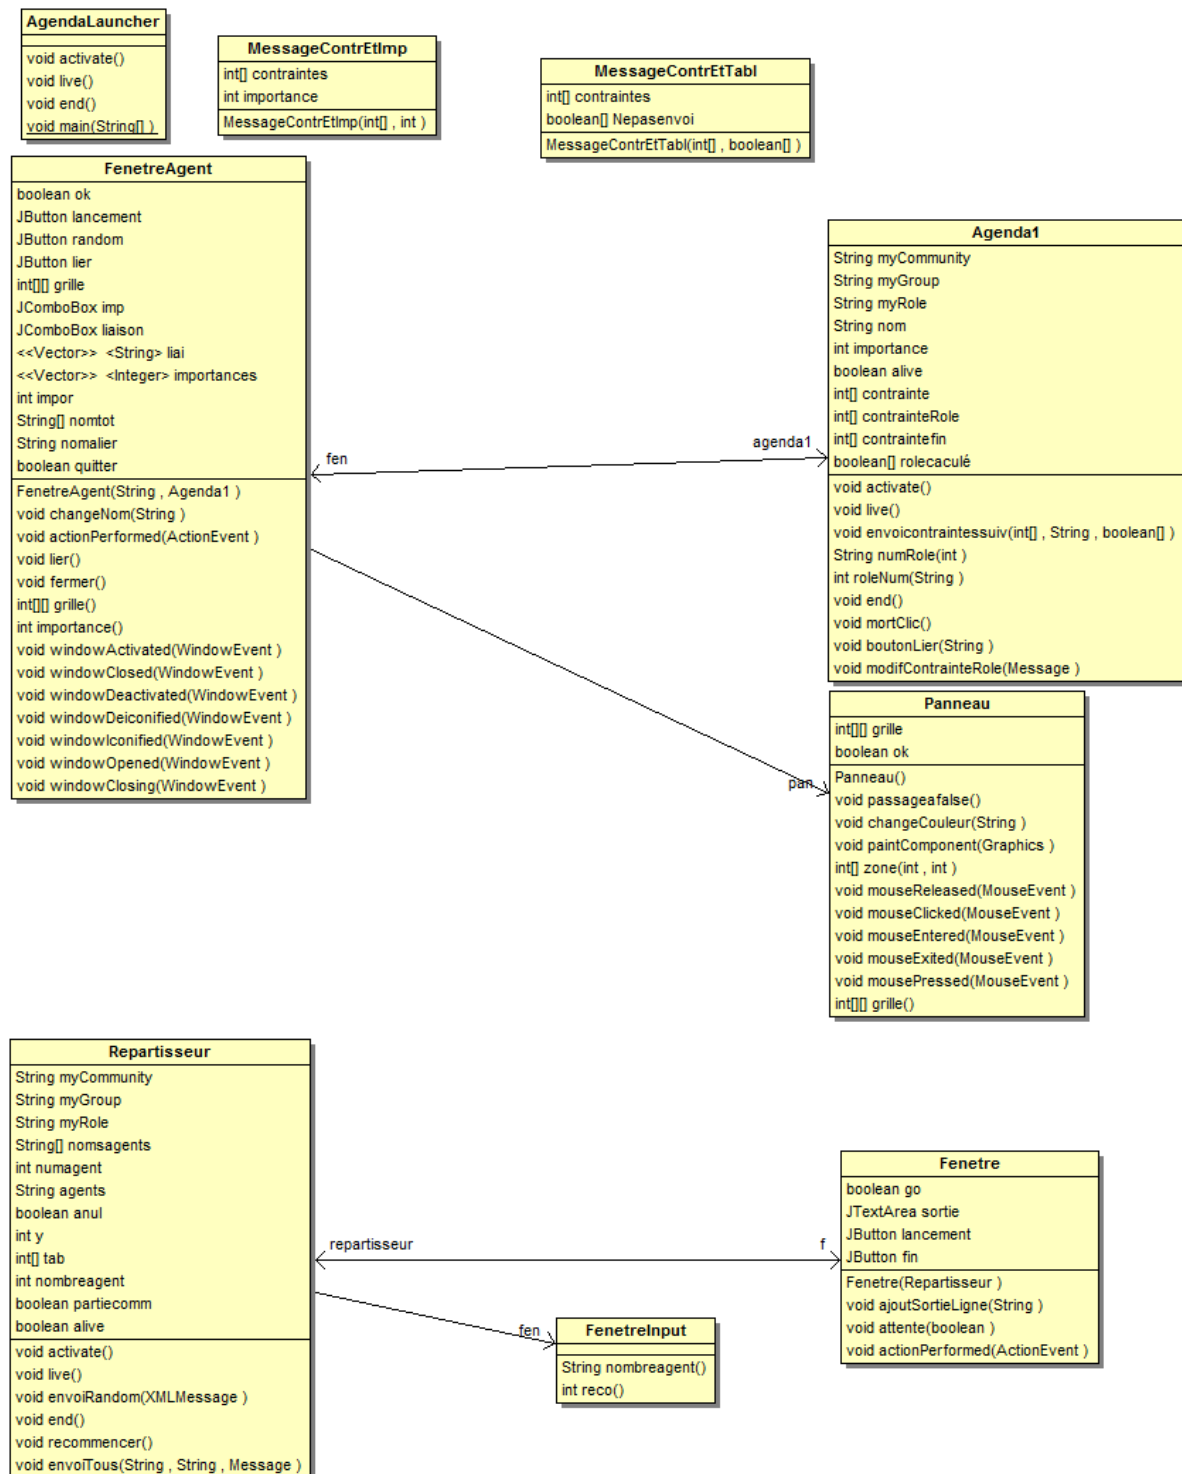 AgendaLauncher
void activate()
void live()
void end()
void main(String[] )
MessageContrEtImp
int[] contraintes
int importance
MessageContrEtImp(int[] , int )
MessageContrEtTabl
int[] contraintes
boolean[] Nepasenvoi
MessageContrEtTabl(int[] , boolean[] )
FenetreAgent
boolean ok
JButton lancement
JButton random
JButton lier
int[][] grille
JComboBox imp
JComboBox liaison
<<Vector>> <String> liai
<<Vector>> <Integer> importances
int impor
String[] nomtot
String nomalier
boolean quitter
FenetreAgent(String , Agenda1 )
void changeNom(String )
void actionPerformed(ActionEvent )
void lier()
void fermer()
int[][] grille()
int importance()
void windowActivated(WindowEvent )
void windowClosed(WindowEvent )
void windowDeactivated(WindowEvent )
void windowDeiconified(WindowEvent )
void windowIconified(WindowEvent )
void windowOpened(WindowEvent )
void windowClosing(WindowEvent )
fen
agenda1
Agenda1
String myCommunity
String myGroup
String myRole
String nom
int importance
boolean alive
int[] contrainte
int[] contrainteRole
int[] contraintefin
boolean[] rolecaculé
void activate()
void live()
void envoicontraintessuiv(int[] , String , boolean[] )
String numRole(int )
int roleNum(String )
void end()
void mortClic()
void boutonLier(String )
void modifContrainteRole(Message )
pan
Panneau
int[][] grille
boolean ok
Panneau()
void passageafalse()
void changeCouleur(String )
void paintComponent(Graphics )
int[] zone(int , int )
void mouseReleased(MouseEvent )
void mouseClicked(MouseEvent )
void mouseEntered(MouseEvent )
void mouseExited(MouseEvent )
void mousePressed(MouseEvent )
int[][] grille()
Repartisseur
String myCommunity
String myGroup
String myRole
String[] nomsagents
int numagent
String agents
boolean anul
int y
int[] tab
int nombreagent
boolean partiecomm
boolean alive
void activate()
void live()
void envoiRandom(XMLMessage )
void end()
void recommencer()
void envoiTous(String , String , Message )
repartisseur
f
fen
FenetreInput
String nombreagent()
int reco()
Fenetre
boolean go
JTextArea sortie
JButton lancement
JButton fin
Fenetre(Repartisseur )
void ajoutSortieLigne(String )
void attente(boolean )
void actionPerformed(ActionEvent )